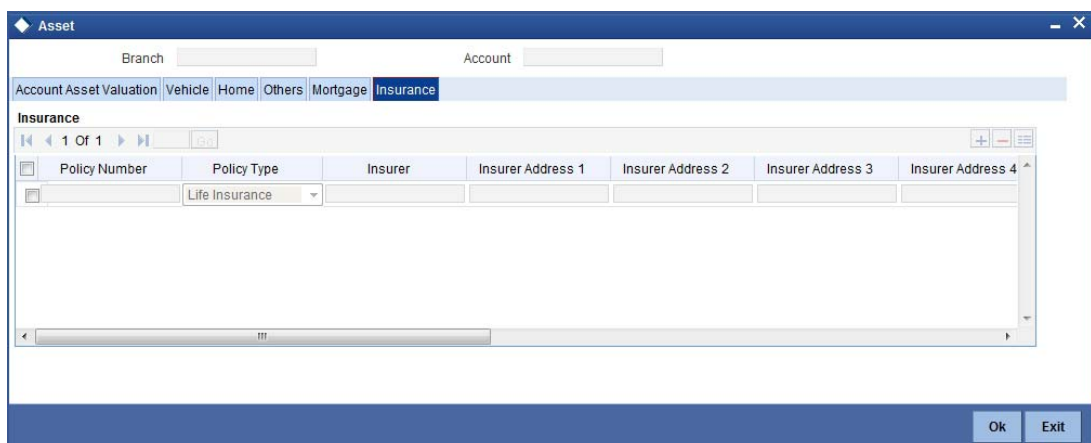 Asset
Branch Account
Account Asset Valuation Vehicle Home Others Mortgage Insurance
Insurance
1 Of 1 Go
Policy Number Policy Type Insurer Insurer Address 1 Insurer Address 2 Insurer Address 3 Insurer Address 4
Life Insurance
Ok Exit